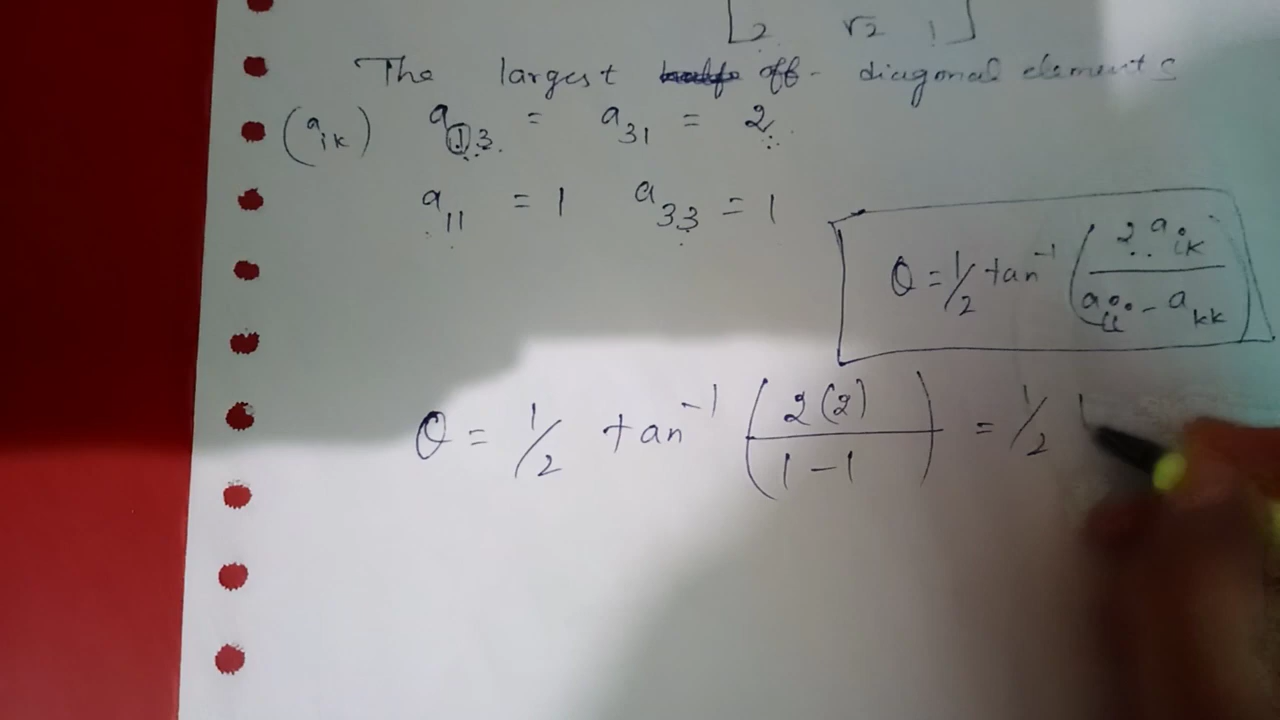 [2 √2 1]
The largest off-diagonal elements
(a_ik) a_13 = a_31 = 2
a_11 = 1 a_33 = 1
θ = 1/2 tan^-1 (2a_ik / a_ii - a_kk)
θ = 1/2 tan^-1 (2(2) / 1 - 1) = 1/2